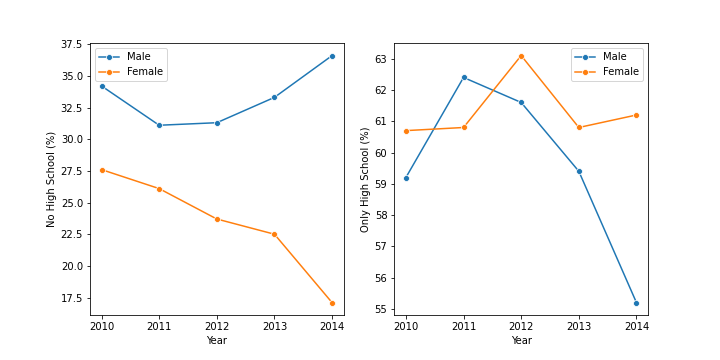 No High School (%)
37.5
35.0
32.5
30.0
27.5
25.0
22.5
20.0
17.5
Male
Female
2010 2011 2012 2013 2014
Year
Only High School (%)
63
62
61
60
59
58
57
56
55
Male
Female
2010 2011 2012 2013 2014
Year